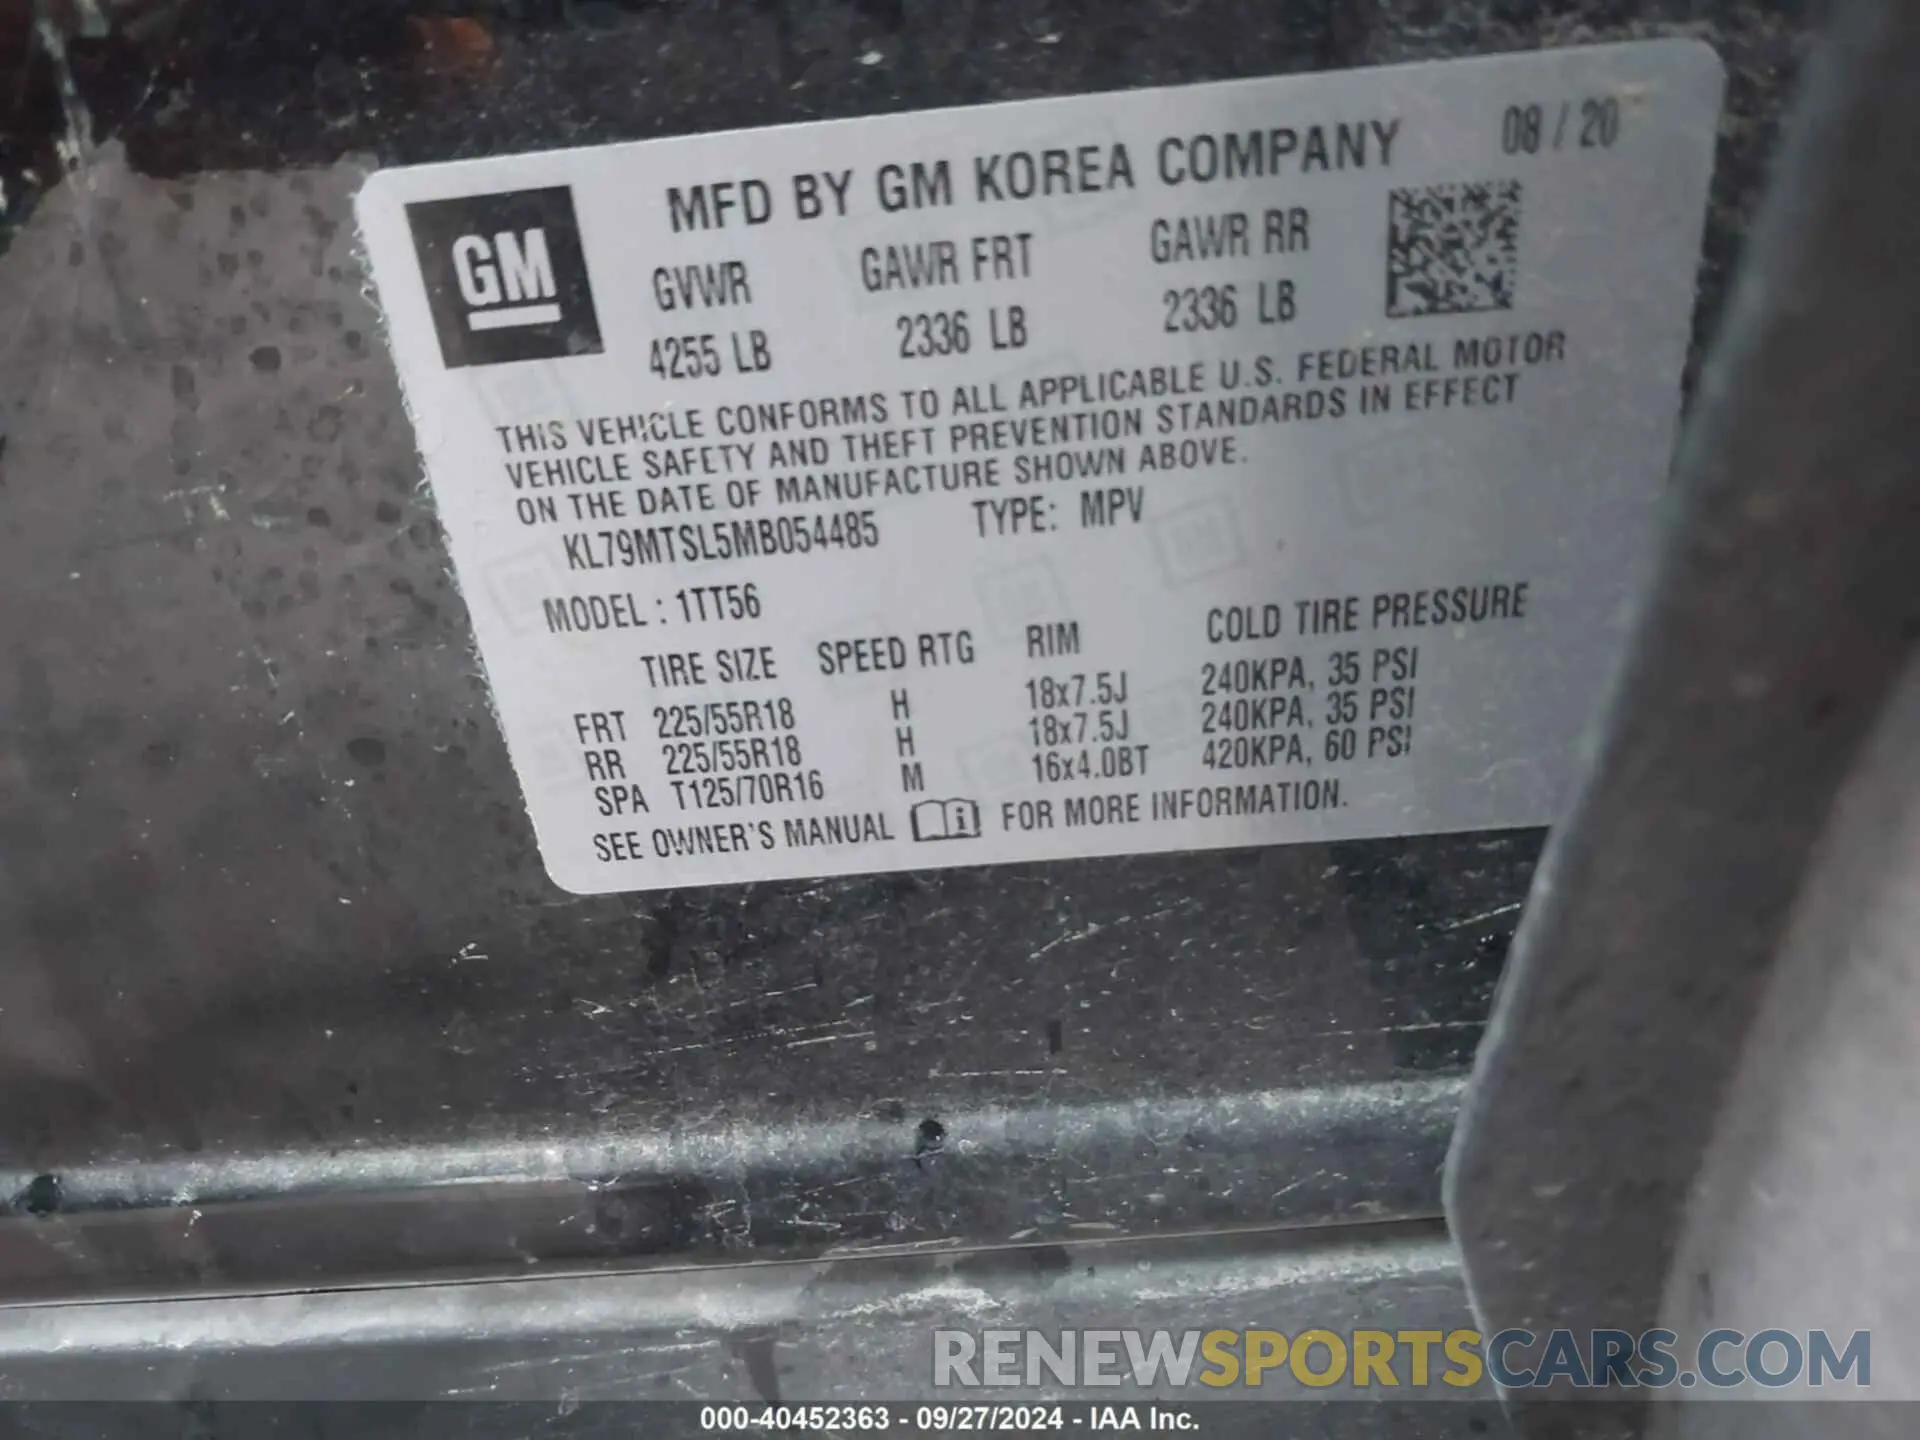 MFD BY GM KOREA COMPANY 08 / 20
GM
GVWR GAWR FRT GAWR RR
4255 LB 2336 LB 2336 LB
THIS VEHICLE CONFORMS TO ALL APPLICABLE U.S. FEDERAL MOTOR
VEHICLE SAFETY AND THEFT PREVENTION STANDARDS IN EFFECT
ON THE DATE OF MANUFACTURE SHOWN ABOVE.
KL79MTSL5MB054485 TYPE: MPV
MODEL : 1TT56
TIRE SIZE SPEED RTG RIM COLD TIRE PRESSURE
FRT 225/55R18 H 18x7.5J 240KPA, 35 PSI
RR 225/55R18 H 18x7.5J 240KPA, 35 PSI
SPA T125/70R16 M 16x4.0BT 420KPA, 60 PSI
SEE OWNER'S MANUAL i FOR MORE INFORMATION.
RENEWSPORTSCARS.COM
000-40452363 - 09/27/2024 - IAA Inc.